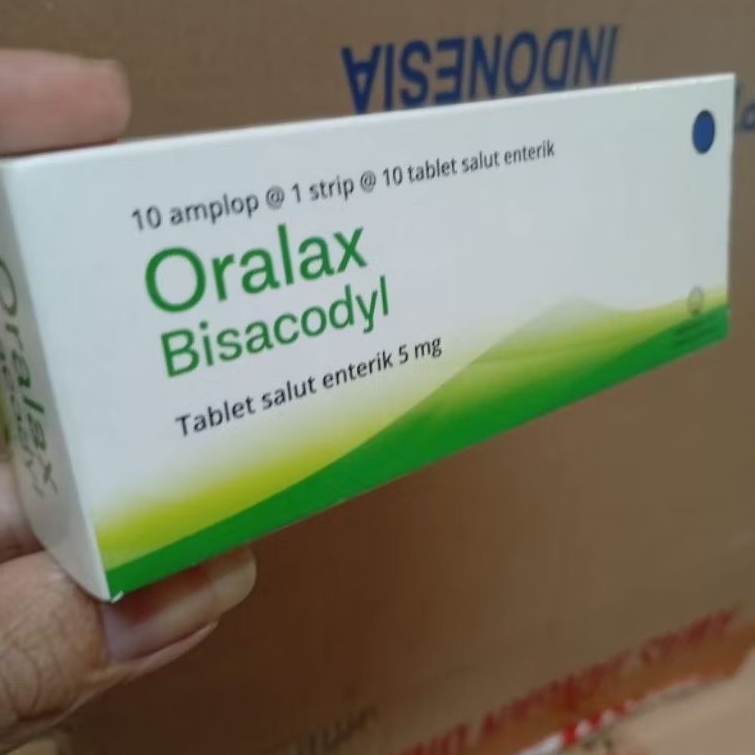 INDONESIA
10 amplop @ 1 strip @ 10 tablet salut enterik
Oralax
Bisacodyl
Tablet salut enterik 5 mg
Oralax